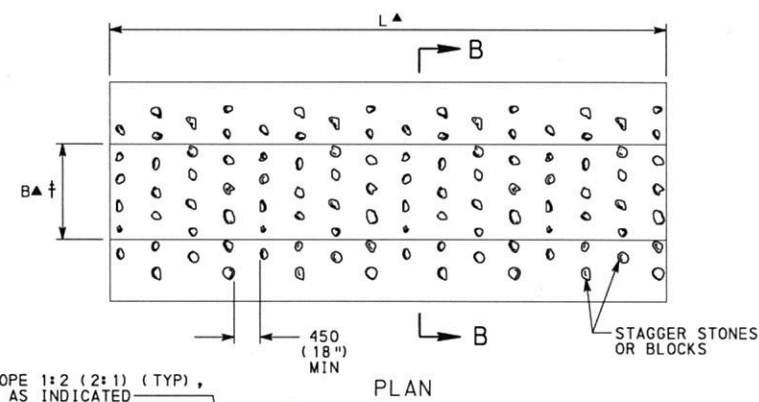 L▲
B
B▲ ‡
450
(18")
MIN
B
STAGGER STONES
OR BLOCKS
OPE 1:2 (2:1) (TYP),
AS INDICATED
PLAN